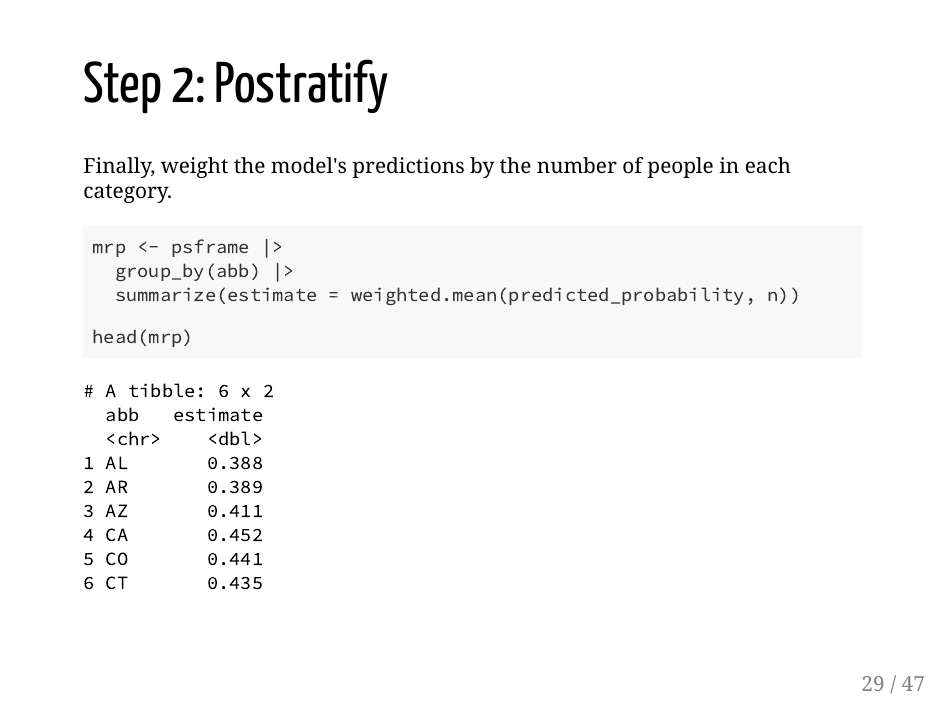 Step 2: Postratify
Finally, weight the model's predictions by the number of people in each
category.
mrp <- psframe |>
  group_by(abb) |>
  summarize(estimate = weighted.mean(predicted_probability, n))
head(mrp)
# A tibble: 6 x 2
  abb   estimate
  <chr>    <dbl>
1 AL       0.388
2 AR       0.389
3 AZ       0.411
4 CA       0.452
5 CO       0.441
6 CT       0.435
29 / 47